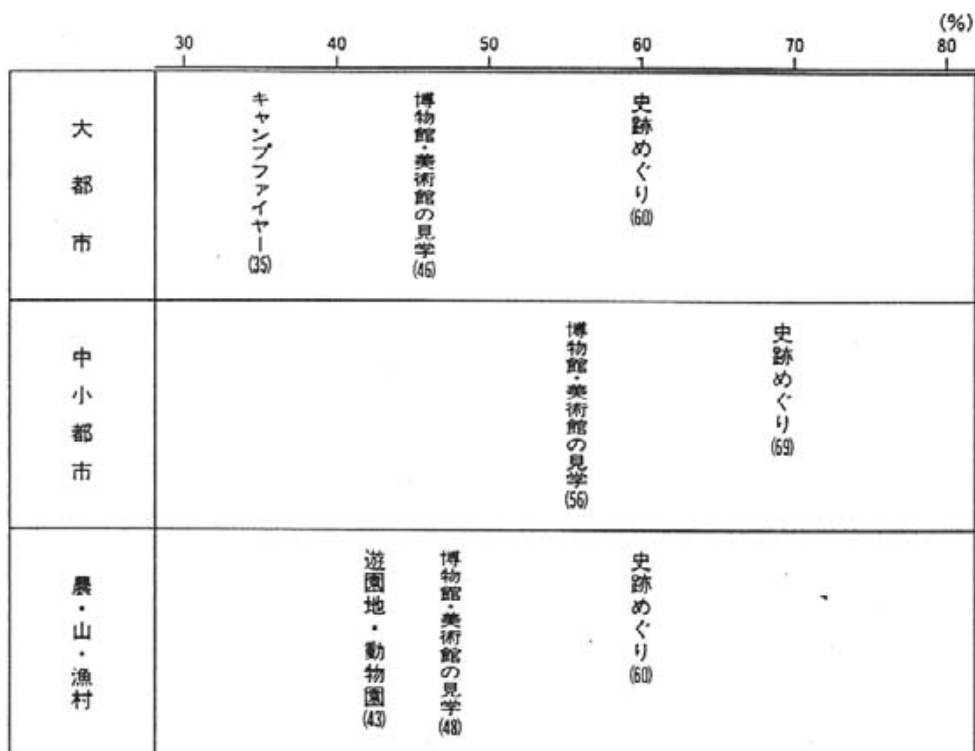 (%)
30 40 50 60 70 80
大都市
キャンプファイヤー(35)
博物館・美術館の見学(46)
史跡めぐり(60)
中小都市
博物館・美術館の見学(56)
史跡めぐり(69)
農・山・漁村
遊園地・動物園(43)
博物館・美術館の見学(48)
史跡めぐり(60)